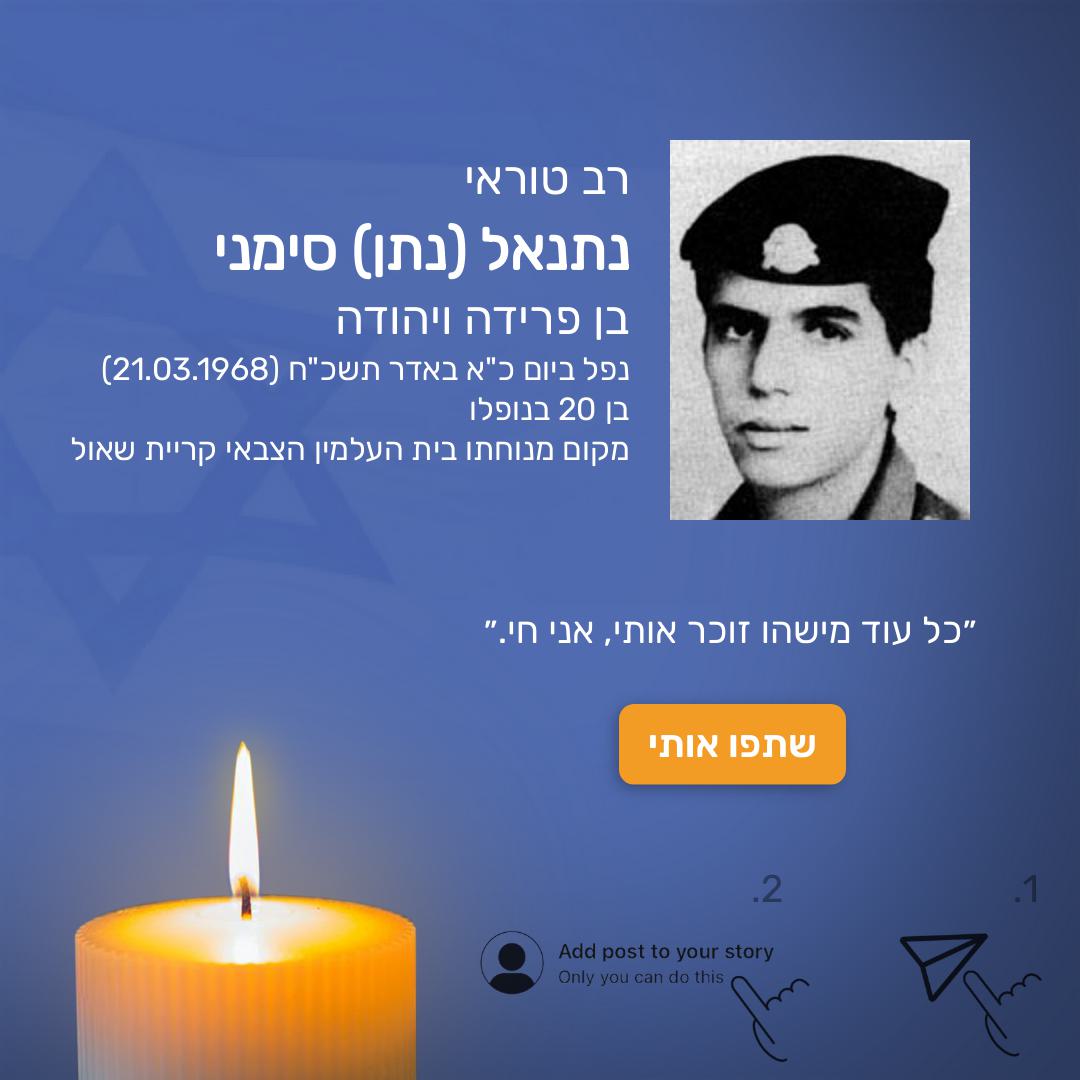 רב טוראי
נתנאל (נתן) סימני
בן פרידה ויהודה
נפל ביום כ"א באדר תשכ"ח (21.03.1968)
בן 20 בנופלו
מקום מנוחתו בית העלמין הצבאי קריית שאול
״כל עוד מישהו זוכר אותי, אני חי.״
שתפו אותי
1.
2.
Add post to your story
Only you can do this